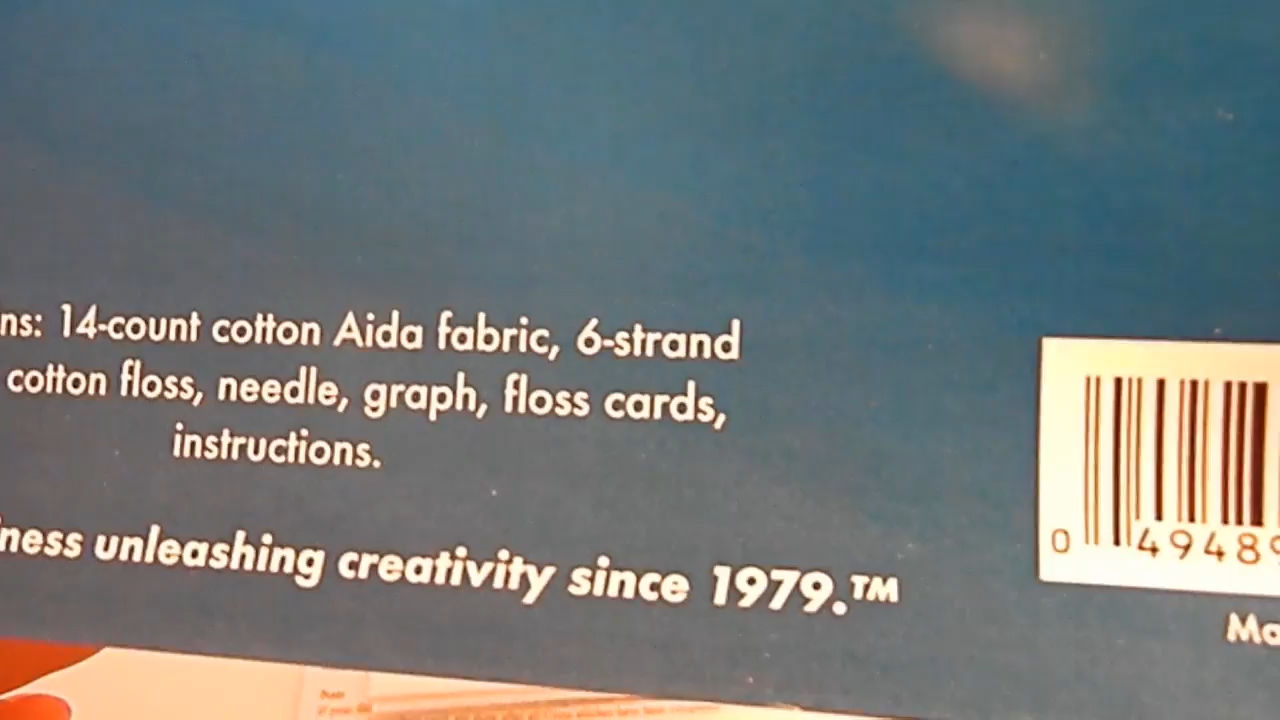 ns: 14-count cotton Aida fabric, 6-strand
cotton floss, needle, graph, floss cards,
instructions.
ness unleashing creativity since 1979.™
0 49489
Ma